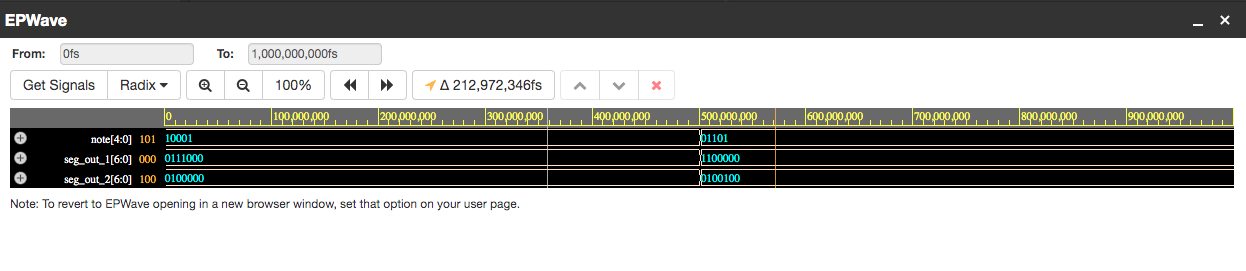 EPWave
From: 0fs To: 1,000,000,000fs
Get Signals Radix 100% Δ 212,972,346fs
0 100,000,000 200,000,000 300,000,000 400,000,000 500,000,000 600,000,000 700,000,000 800,000,000 900,000,000
note[4:0] 101 10001 01101
seg_out_1[6:0] 000 0111000 1100000
seg_out_2[6:0] 100 0100000 0100100
Note: To revert to EPWave opening in a new browser window, set that option on your user page.